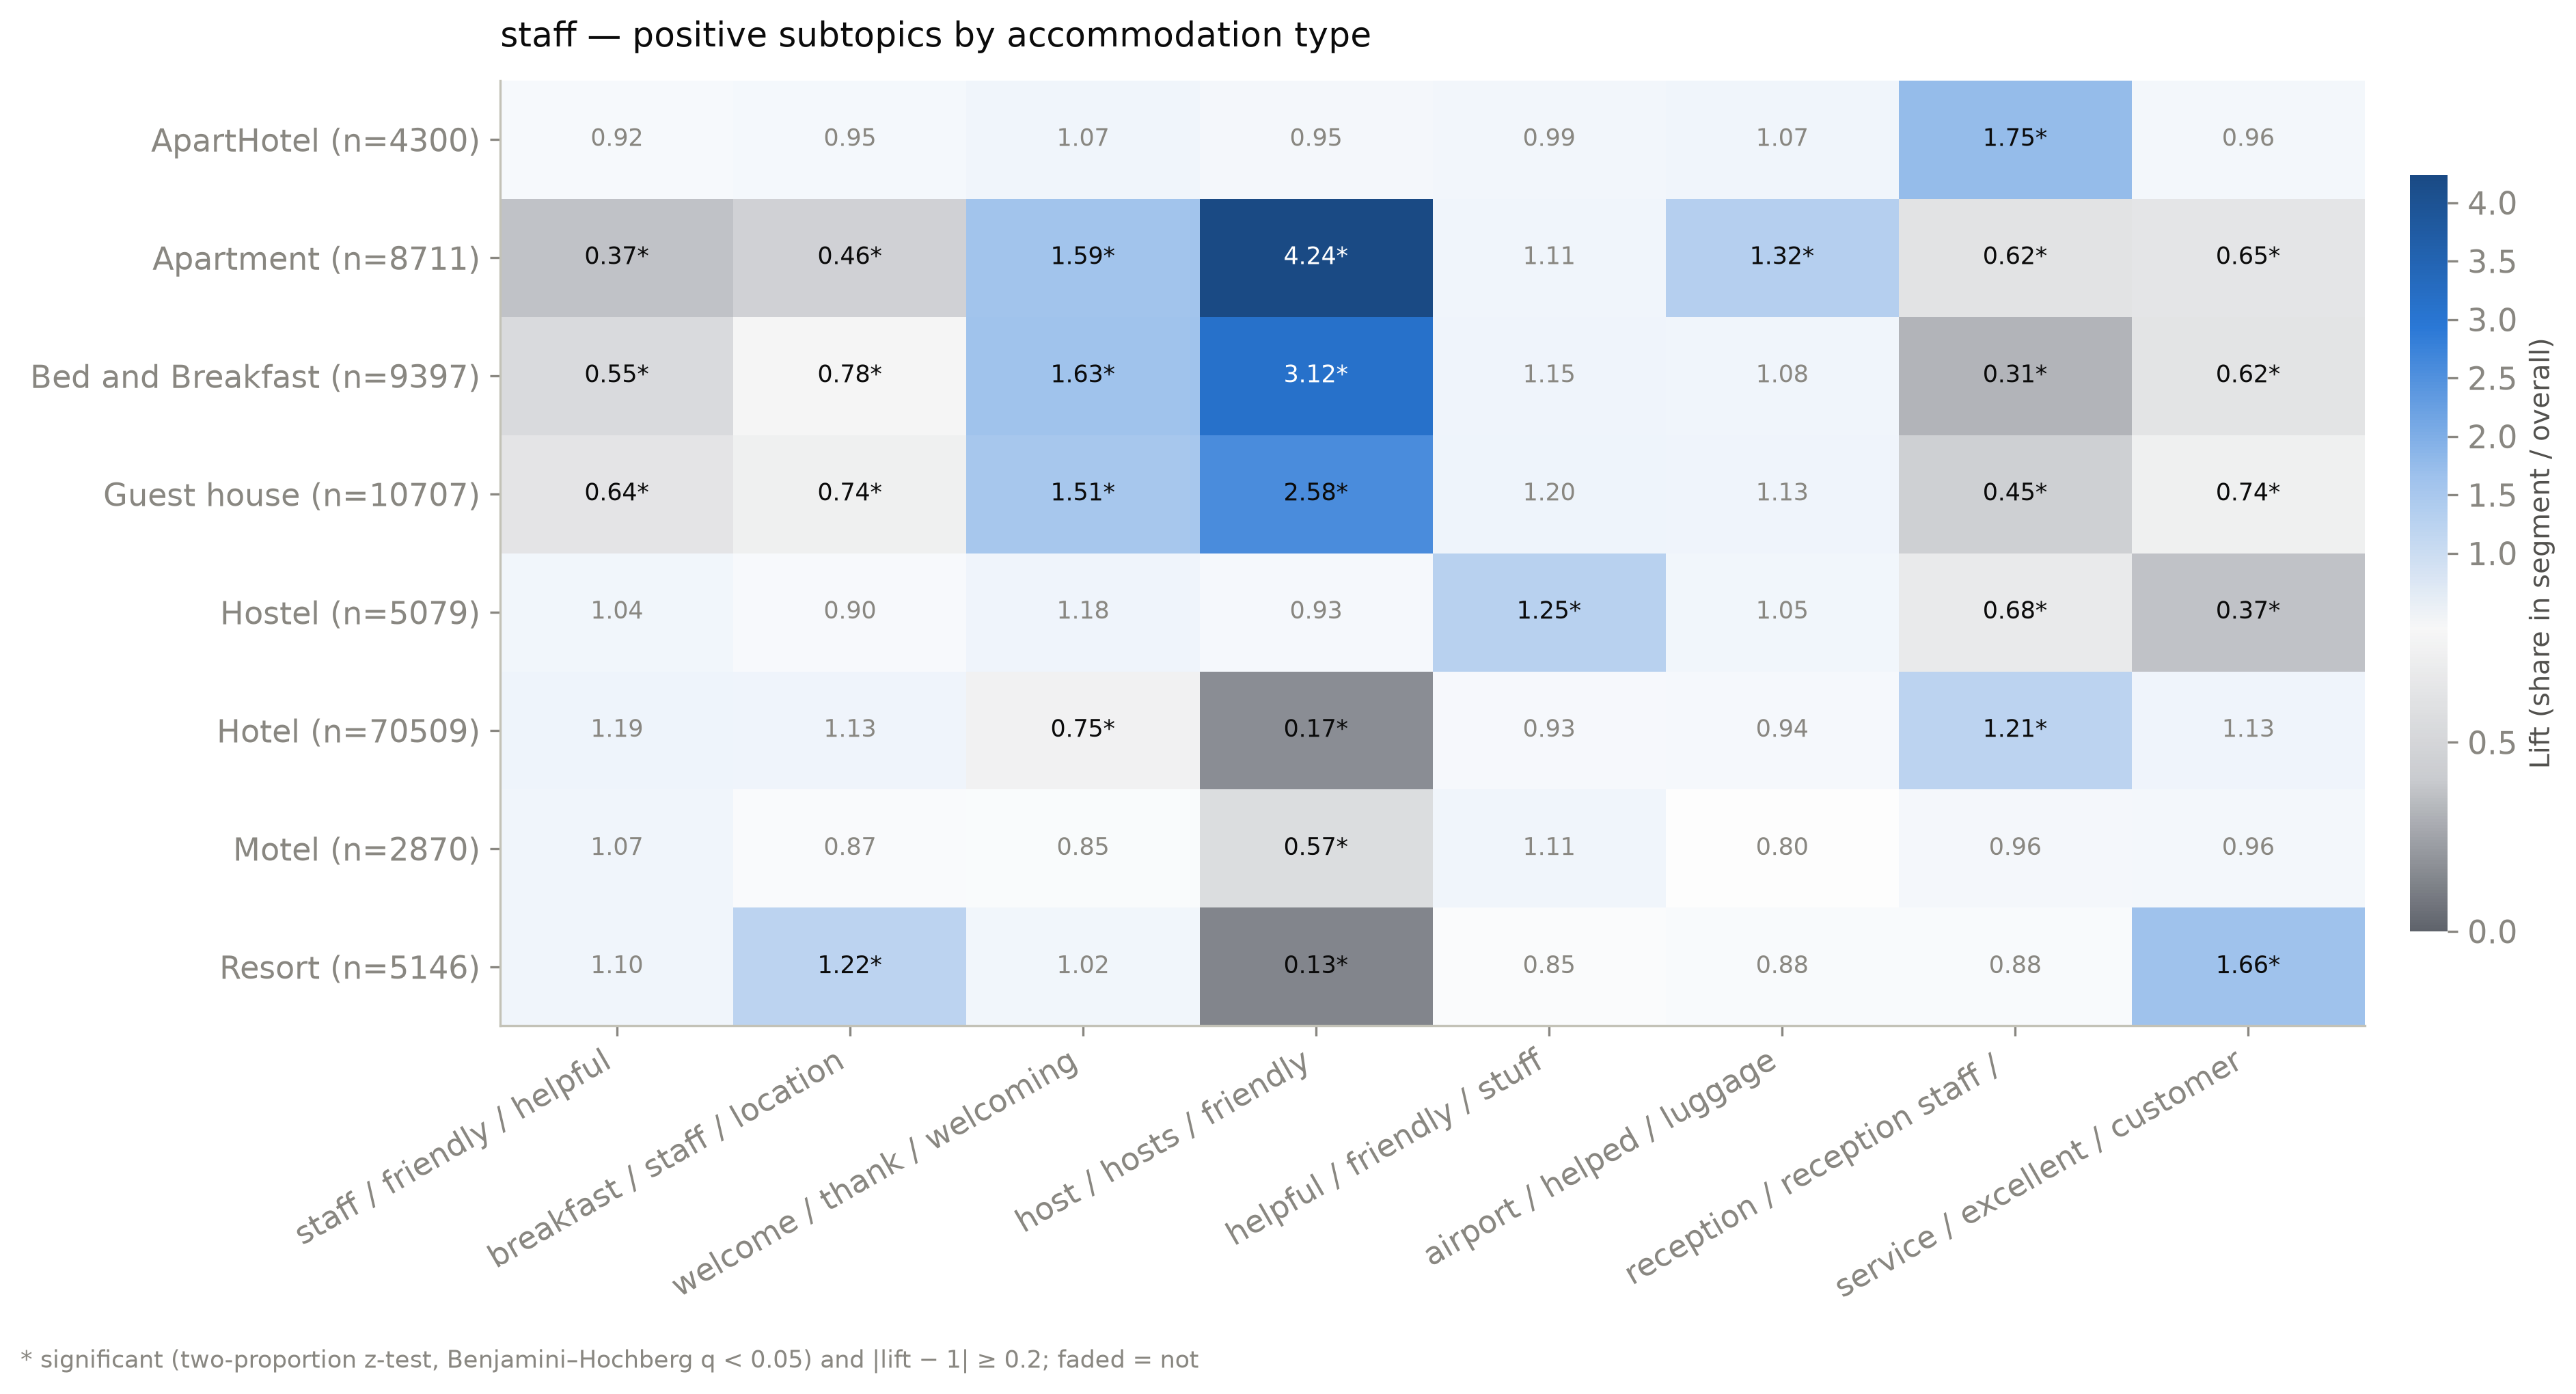 staff — positive subtopics by accommodation type
ApartHotel (n=4300) 0.92 0.95 1.07 0.95 0.99 1.07 1.75* 0.96
Apartment (n=8711) 0.37* 0.46* 1.59* 4.24* 1.11 1.32* 0.62* 0.65*
Bed and Breakfast (n=9397) 0.55* 0.78* 1.63* 3.12* 1.15 1.08 0.31* 0.62*
Guest house (n=10707) 0.64* 0.74* 1.51* 2.58* 1.20 1.13 0.45* 0.74*
Hostel (n=5079) 1.04 0.90 1.18 0.93 1.25* 1.05 0.68* 0.37*
Hotel (n=70509) 1.19 1.13 0.75* 0.17* 0.93 0.94 1.21* 1.13
Motel (n=2870) 1.07 0.87 0.85 0.57* 1.11 0.80 0.96 0.96
Resort (n=5146) 1.10 1.22* 1.02 0.13* 0.85 0.88 0.88 1.66*
staff / friendly / helpful
breakfast / staff / location
welcome / thank / welcoming
host / hosts / friendly
helpful / friendly / stuff
airport / helped / luggage
reception / reception staff /
service / excellent / customer
4.0
3.5
3.0
2.5
2.0
1.5
1.0
0.5
0.0
Lift (share in segment / overall)
* significant (two-proportion z-test, Benjamini–Hochberg q < 0.05) and |lift − 1| ≥ 0.2; faded = not